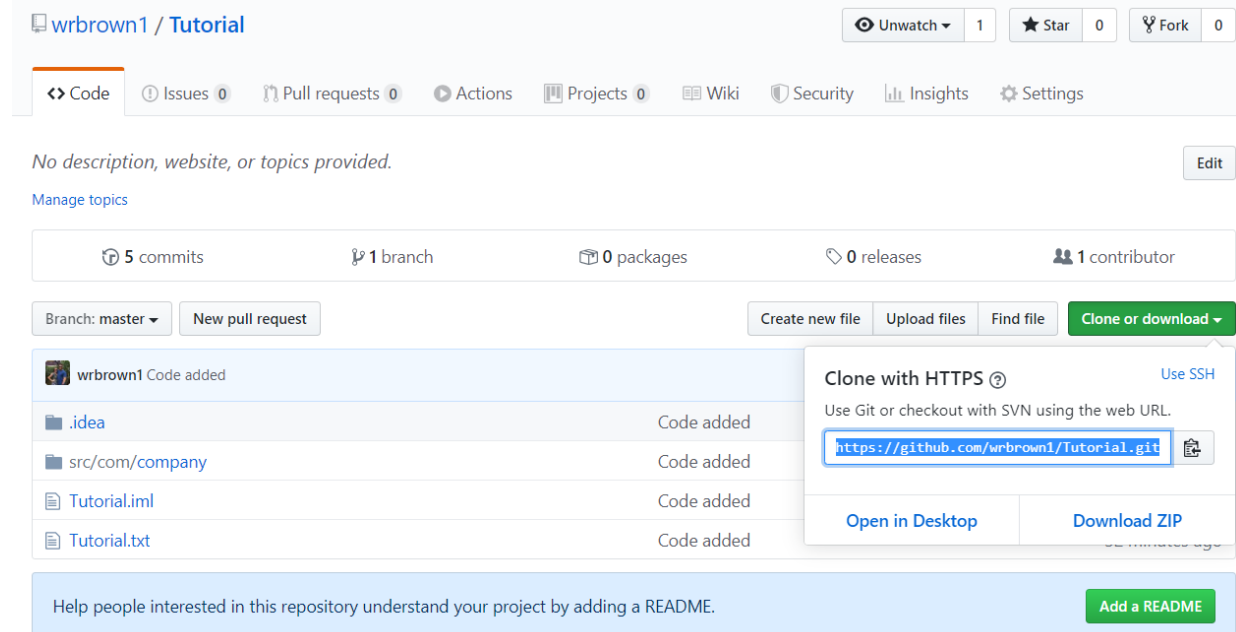 wrbrown1 / Tutorial
Unwatch 1 Star 0 Fork 0
Code Issues 0 Pull requests 0 Actions Projects 0 Wiki Security Insights Settings
No description, website, or topics provided. Edit
Manage topics
5 commits 1 branch 0 packages 0 releases 1 contributor
Branch: master New pull request Create new file Upload files Find file Clone or download
wrbrown1 Code added
.idea Code added
src/com/company Code added
Tutorial.iml Code added
Tutorial.txt Code added
Clone with HTTPS Use SSH
Use Git or checkout with SVN using the web URL.
https://github.com/wrbrown1/Tutorial.git
Open in Desktop Download ZIP
minutes ago
Help people interested in this repository understand your project by adding a README. Add a README